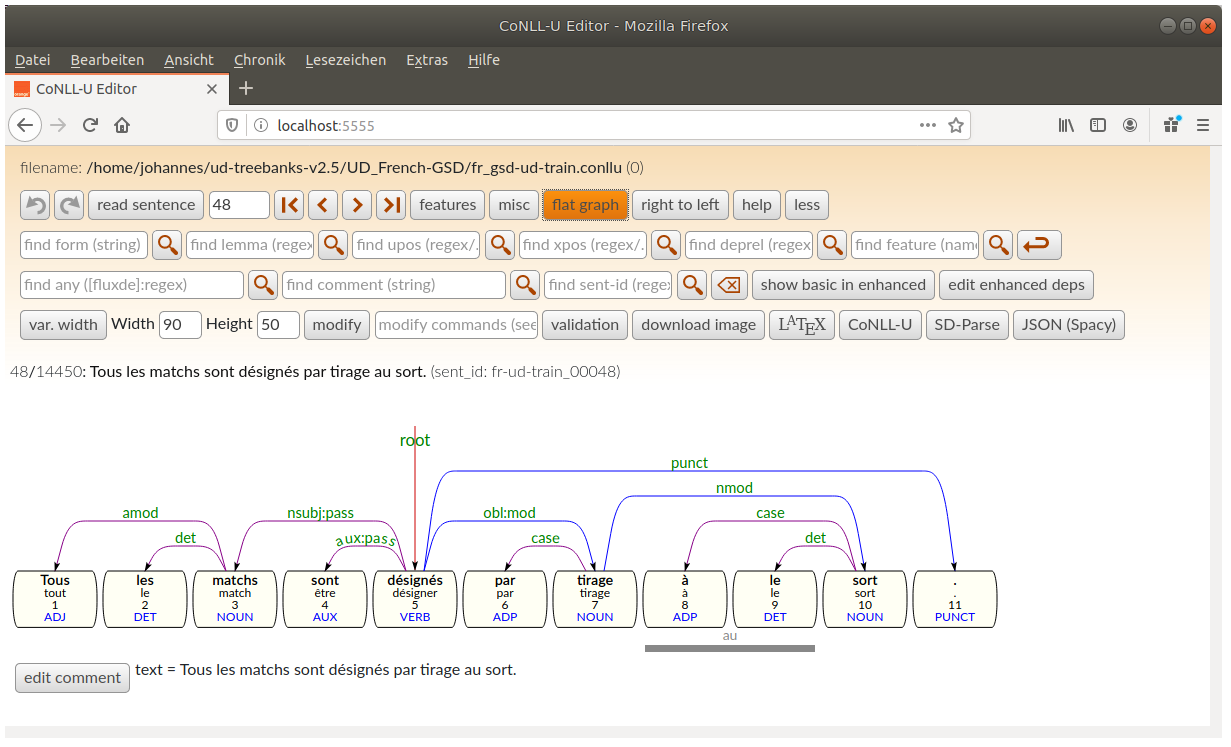 CoNLL-U Editor - Mozilla Firefox
Datei Bearbeiten Ansicht Chronik Lesezeichen Extras Hilfe
CoNLL-U Editor
localhost:5555
filename: /home/johannes/ud-treebanks-v2.5/UD_French-GSD/fr_gsd-ud-train.conllu (0)
read sentence 48 features misc flat graph right to left help less
find form (string) find lemma (regex find upos (regex/. find xpos (regex/. find deprel (regex find feature (name
find any ([fluxde]:regex) find comment (string) find sent-id (rege show basic in enhanced edit enhanced deps
var. width Width 90 Height 50 modify modify commands (see validation download image LATEX CoNLL-U SD-Parse JSON (Spacy)
48/14450: Tous les matchs sont désignés par tirage au sort. (sent_id: fr-ud-train_00048)
root
punct
nmod
amod nsubj:pass obl:mod case
det aux:pass case det
Tous les matchs sont désignés par tirage à le sort .
tout le match être désigner par tirage à le sort .
1 2 3 4 5 6 7 8 9 10 11
ADJ DET NOUN AUX VERB ADP NOUN ADP DET NOUN PUNCT
au
edit comment text = Tous les matchs sont désignés par tirage au sort.